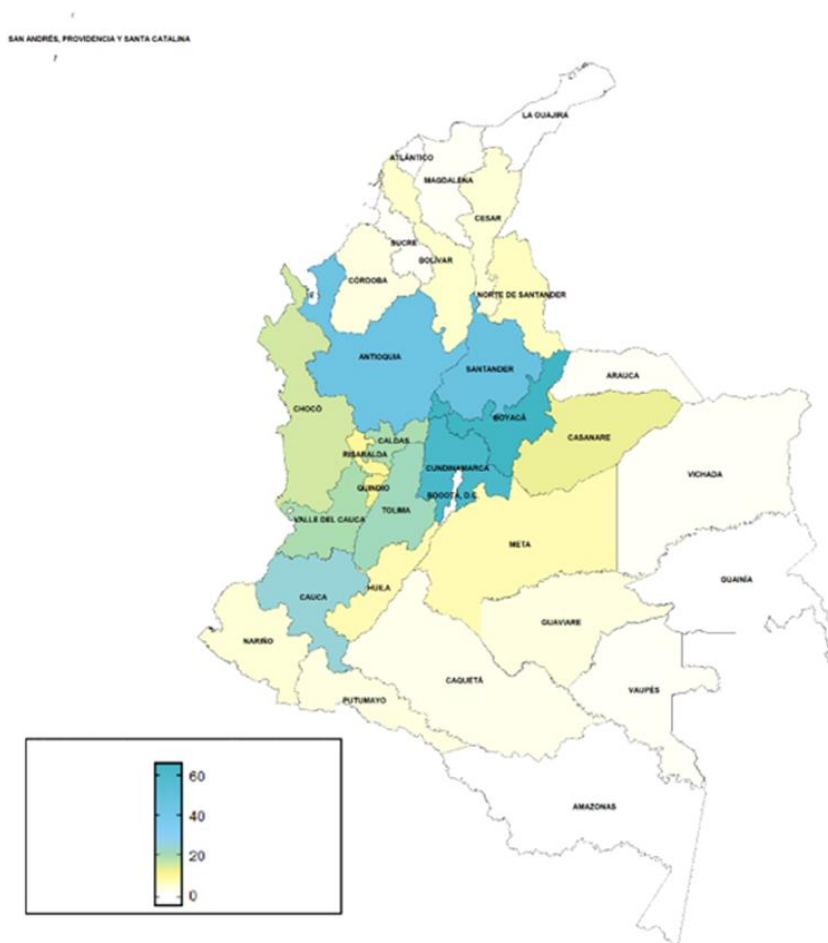 SAN ANDRÉS, PROVIDENCIA Y SANTA CATALINA
LA GUAJIRA
ATLÁNTICO
MAGDALENA
CESAR
SUCRE
BOLÍVAR
CÓRDOBA
NORTE DE SANTANDER
ANTIOQUIA
SANTANDER
ARAUCA
CHOCÓ
BOYACÁ
CALDAS
CASANARE
RISARALDA
CUNDINAMARCA
VICHADA
QUINDIO
BOGOTÁ, D.C.
TOLIMA
VALLE DEL CAUCA
META
GUAINÍA
HUILA
CAUCA
GUAVIARE
NARIÑO
CAQUETÁ
VAUPÉS
PUTUMAYO
AMAZONAS
60
40
20
0